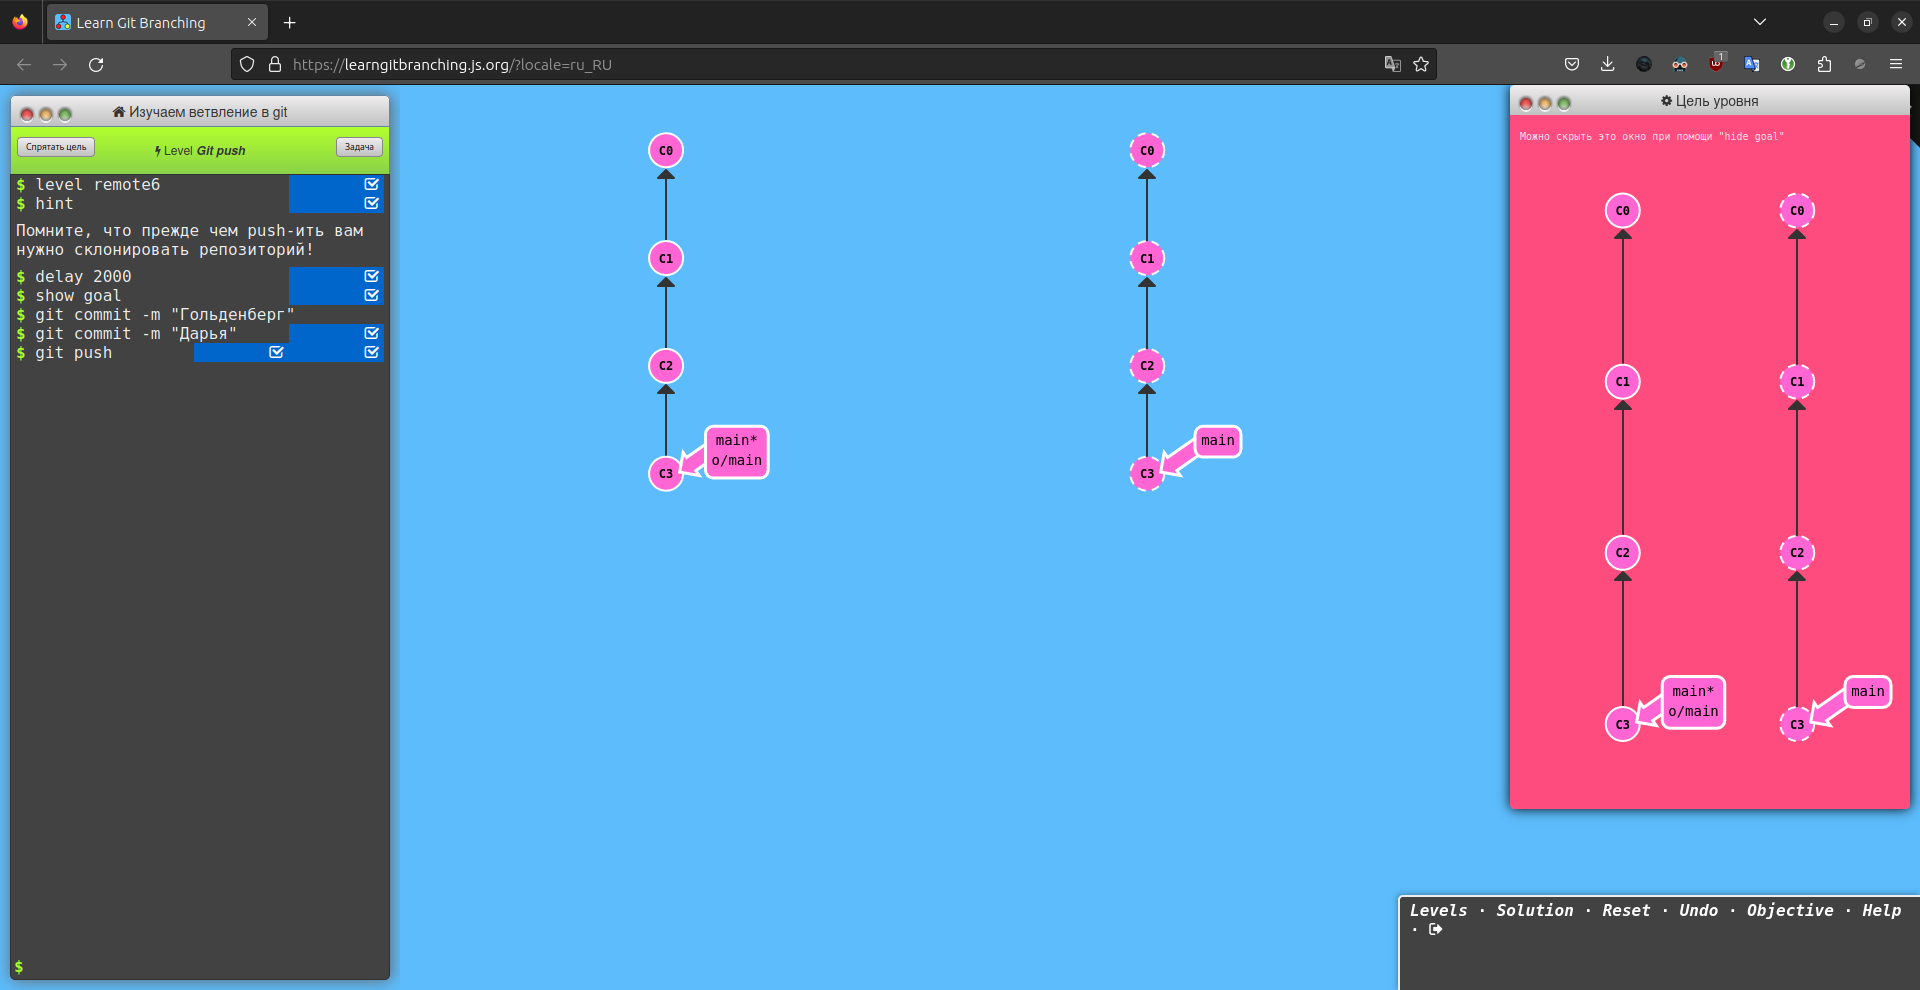 Learn Git Branching
https://learngitbranching.js.org/?locale=ru_RU
1
Изучаем ветвление в git
Спрятать цель
Level Git push
Задача
$ level remote6
$ hint
Помните, что прежде чем push-ить вам
нужно склонировать репозиторий!
$ delay 2000
$ show goal
$ git commit -m "Гольденберг"
$ git commit -m "Дарья"
$ git push
$
C0
C1
C2
C3
main*
o/main
C0
C1
C2
C3
main
Цель уровня
Можно скрыть это окно при помощи "hide goal"
C0
C1
C2
C3
main*
o/main
C0
C1
C2
C3
main
Levels · Solution · Reset · Undo · Objective · Help
·